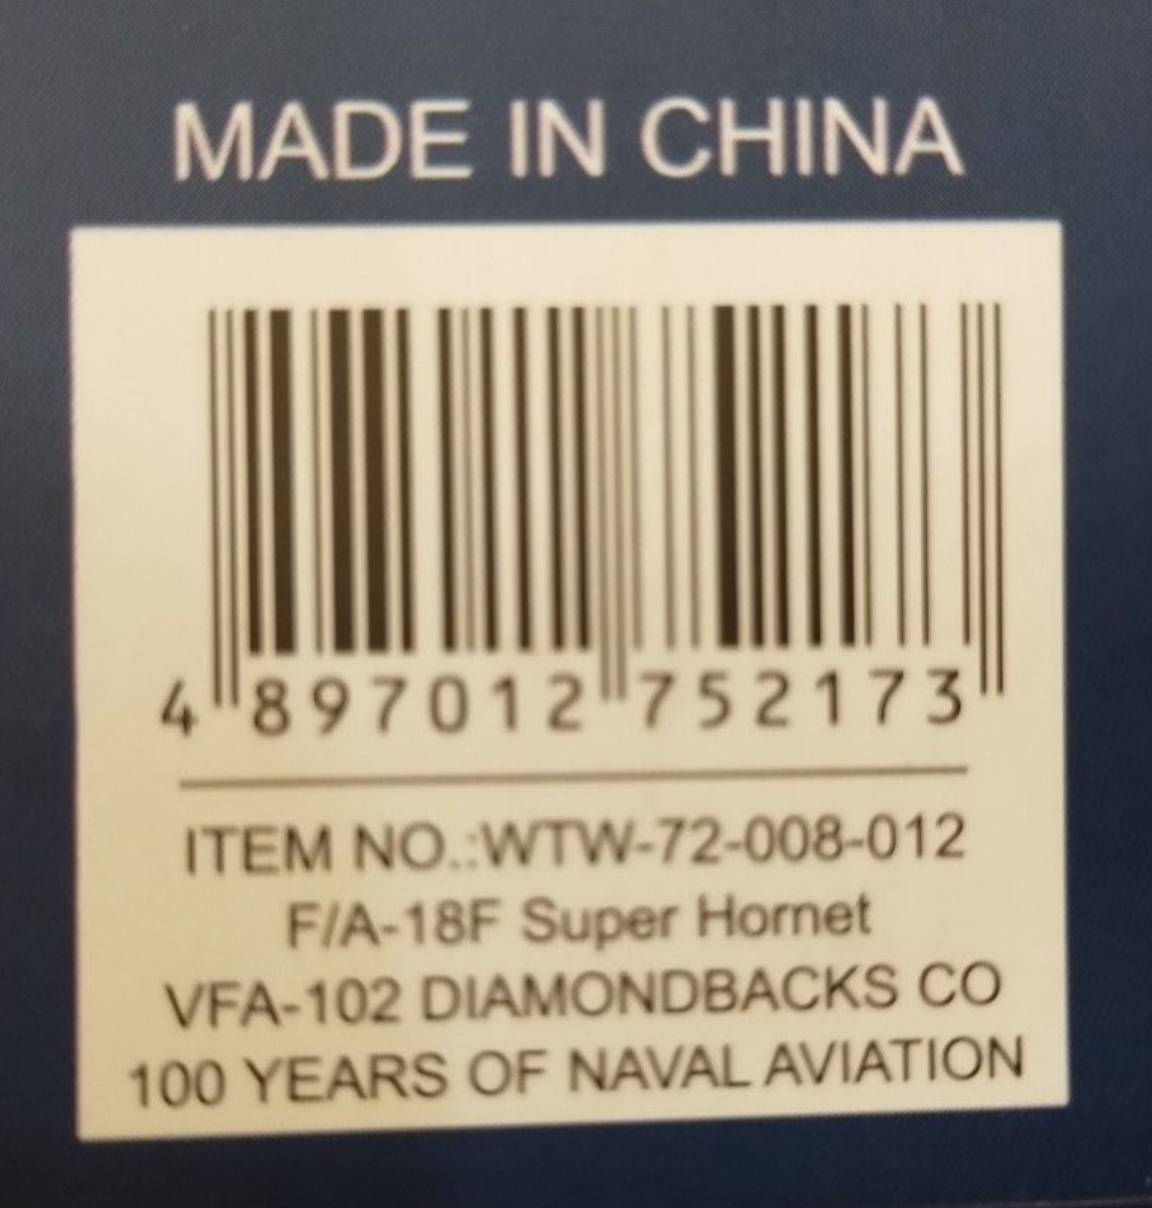 MADE IN CHINA
4 897012 752173
ITEM NO.:WTW-72-008-012
F/A-18F Super Hornet
VFA-102 DIAMONDBACKS CO
100 YEARS OF NAVAL AVIATION